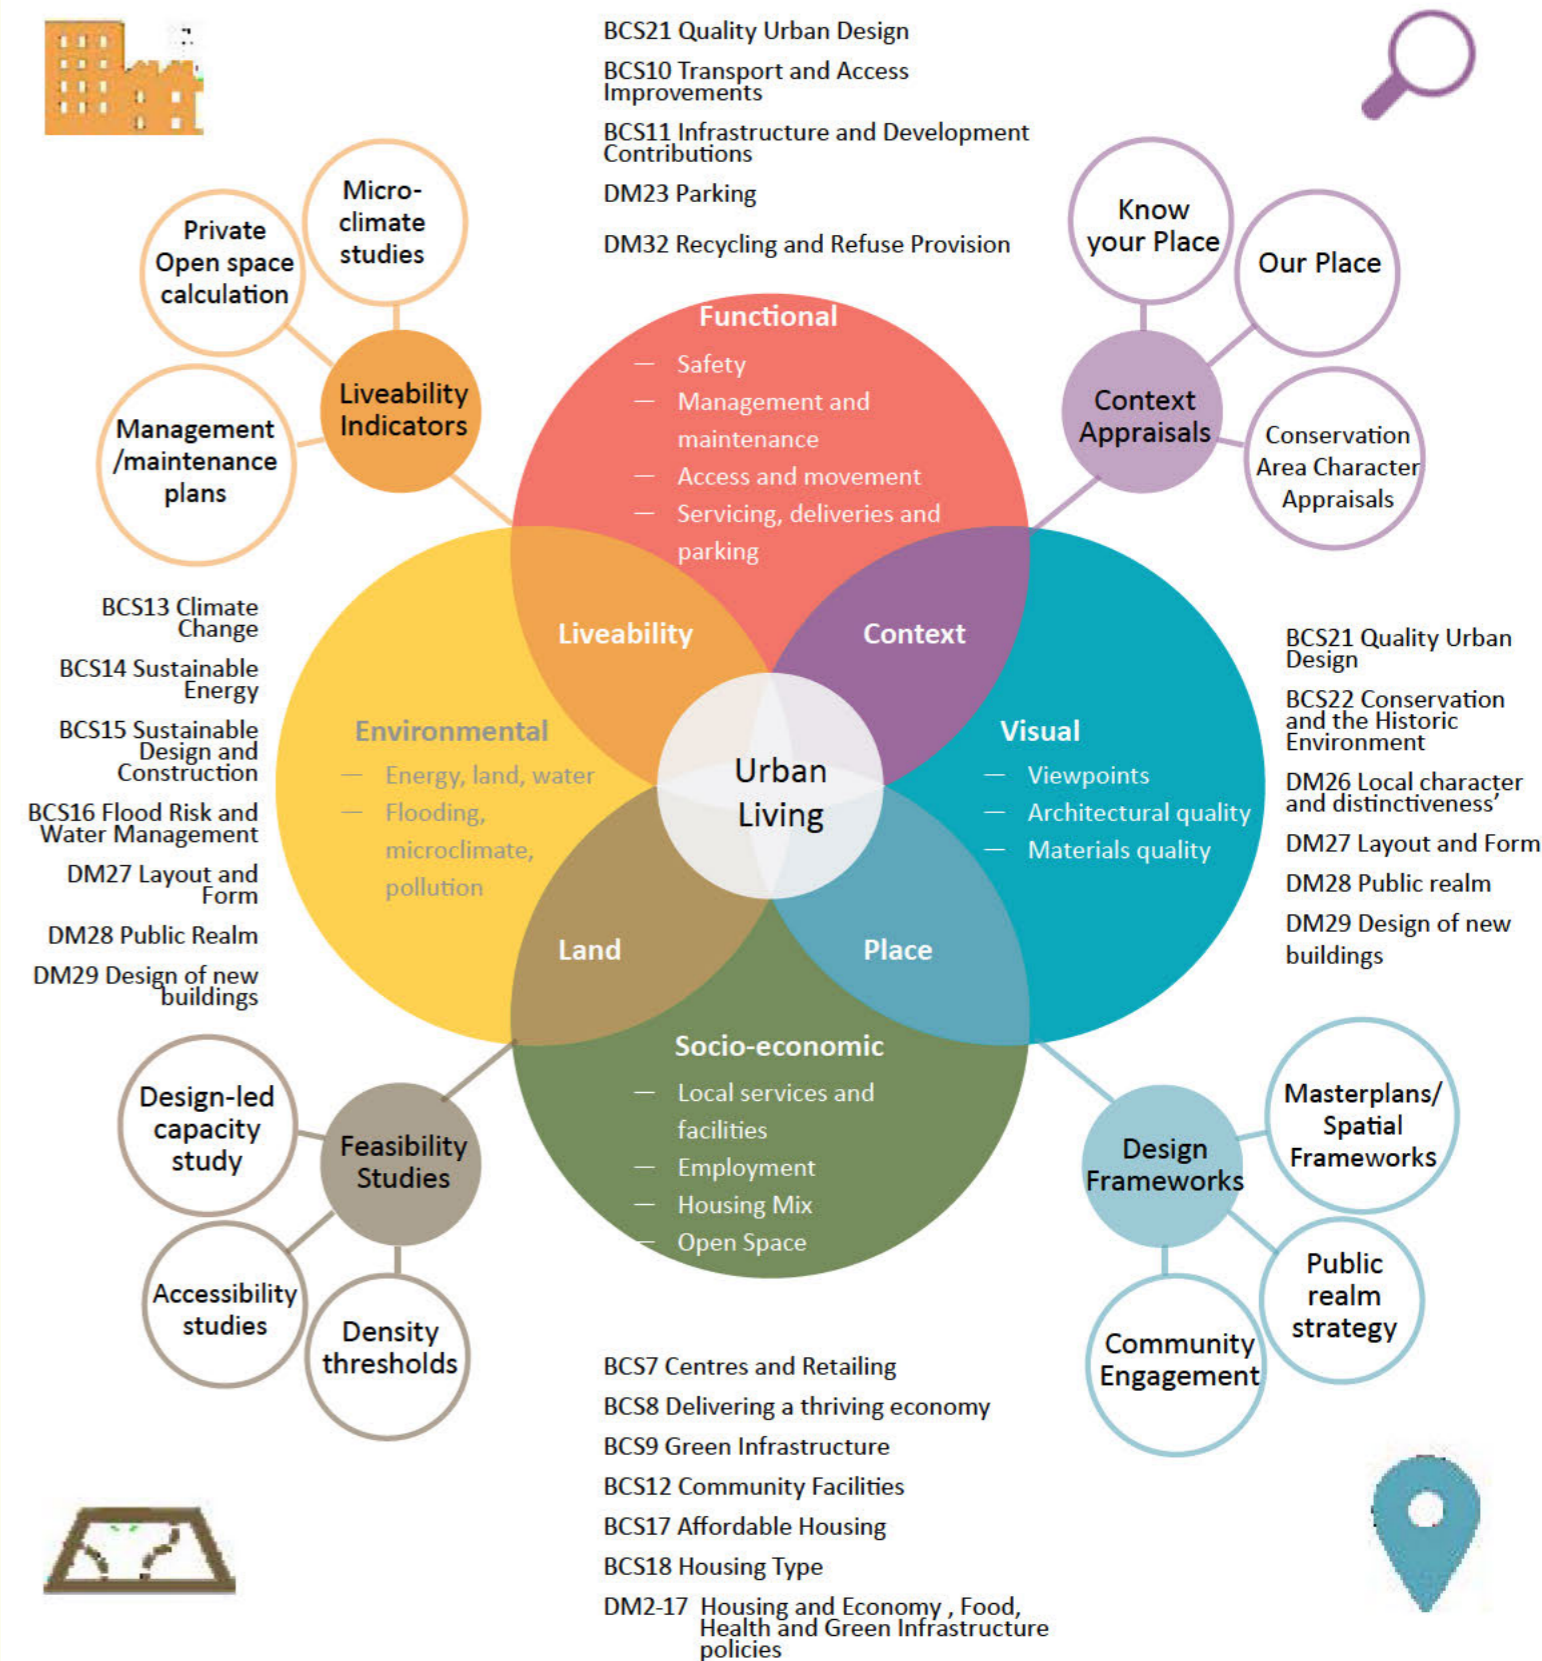 BCS21 Quality Urban Design
BCS10 Transport and Access
Improvements
BCS11 Infrastructure and Development
Contributions
DM23 Parking
DM32 Recycling and Refuse Provision
Micro-
climate
studies
Private
Open space
calculation
Management
/maintenance
plans
Liveability
Indicators
Know
your Place
Our Place
Conservation
Area Character
Appraisals
Context
Appraisals
Functional
— Safety
— Management and
maintenance
— Access and movement
— Servicing, deliveries and
parking
Liveability
Context
BCS13 Climate
Change
BCS14 Sustainable
Energy
BCS15 Sustainable
Design and
Construction
BCS16 Flood Risk and
Water Management
DM27 Layout and
Form
DM28 Public Realm
DM29 Design of new
buildings
Environmental
— Energy, land, water
— Flooding,
microclimate,
pollution
Urban
Living
Visual
— Viewpoints
— Architectural quality
— Materials quality
BCS21 Quality Urban
Design
BCS22 Conservation
and the Historic
Environment
DM26 Local character
and distinctiveness’
DM27 Layout and Form
DM28 Public realm
DM29 Design of new
buildings
Land
Place
Socio-economic
— Local services and
facilities
— Employment
— Housing Mix
— Open Space
Design-led
capacity
study
Feasibility
Studies
Accessibility
studies
Density
thresholds
Design
Frameworks
Masterplans/
Spatial
Frameworks
Public
realm
strategy
Community
Engagement
BCS7 Centres and Retailing
BCS8 Delivering a thriving economy
BCS9 Green Infrastructure
BCS12 Community Facilities
BCS17 Affordable Housing
BCS18 Housing Type
DM2-17 Housing and Economy , Food,
Health and Green Infrastructure
policies